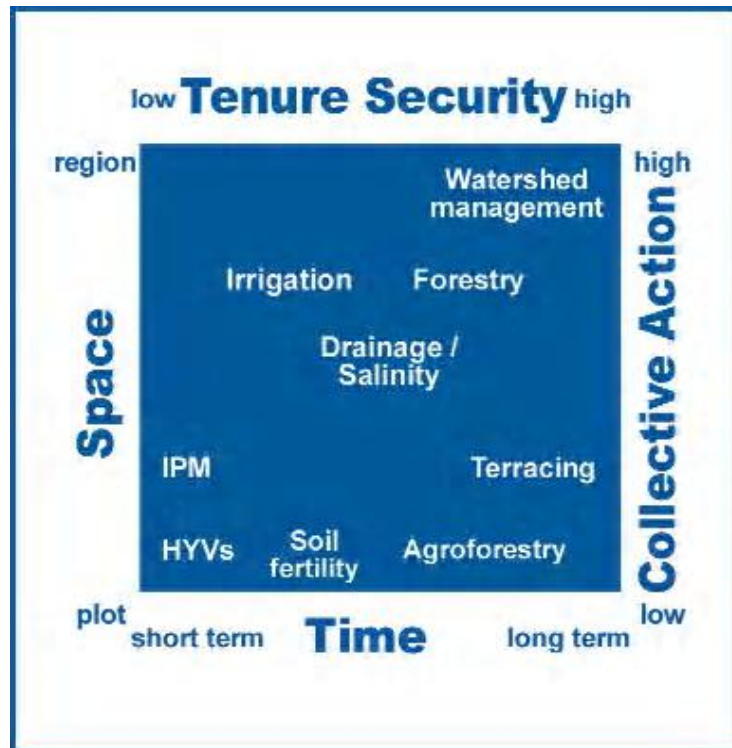 low Tenure Security high
region
high
Watershed
management
Irrigation
Forestry
Drainage /
Salinity
Space
Collective Action
IPM
Terracing
HYVs
Soil
fertility
Agroforestry
plot
low
short term
Time
long term